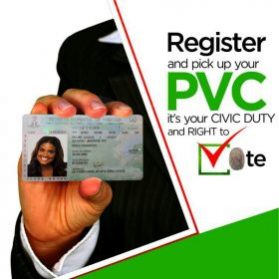 Register
and pick up your
PVC
it's your CIVIC DUTY
and RIGHT to
Vote